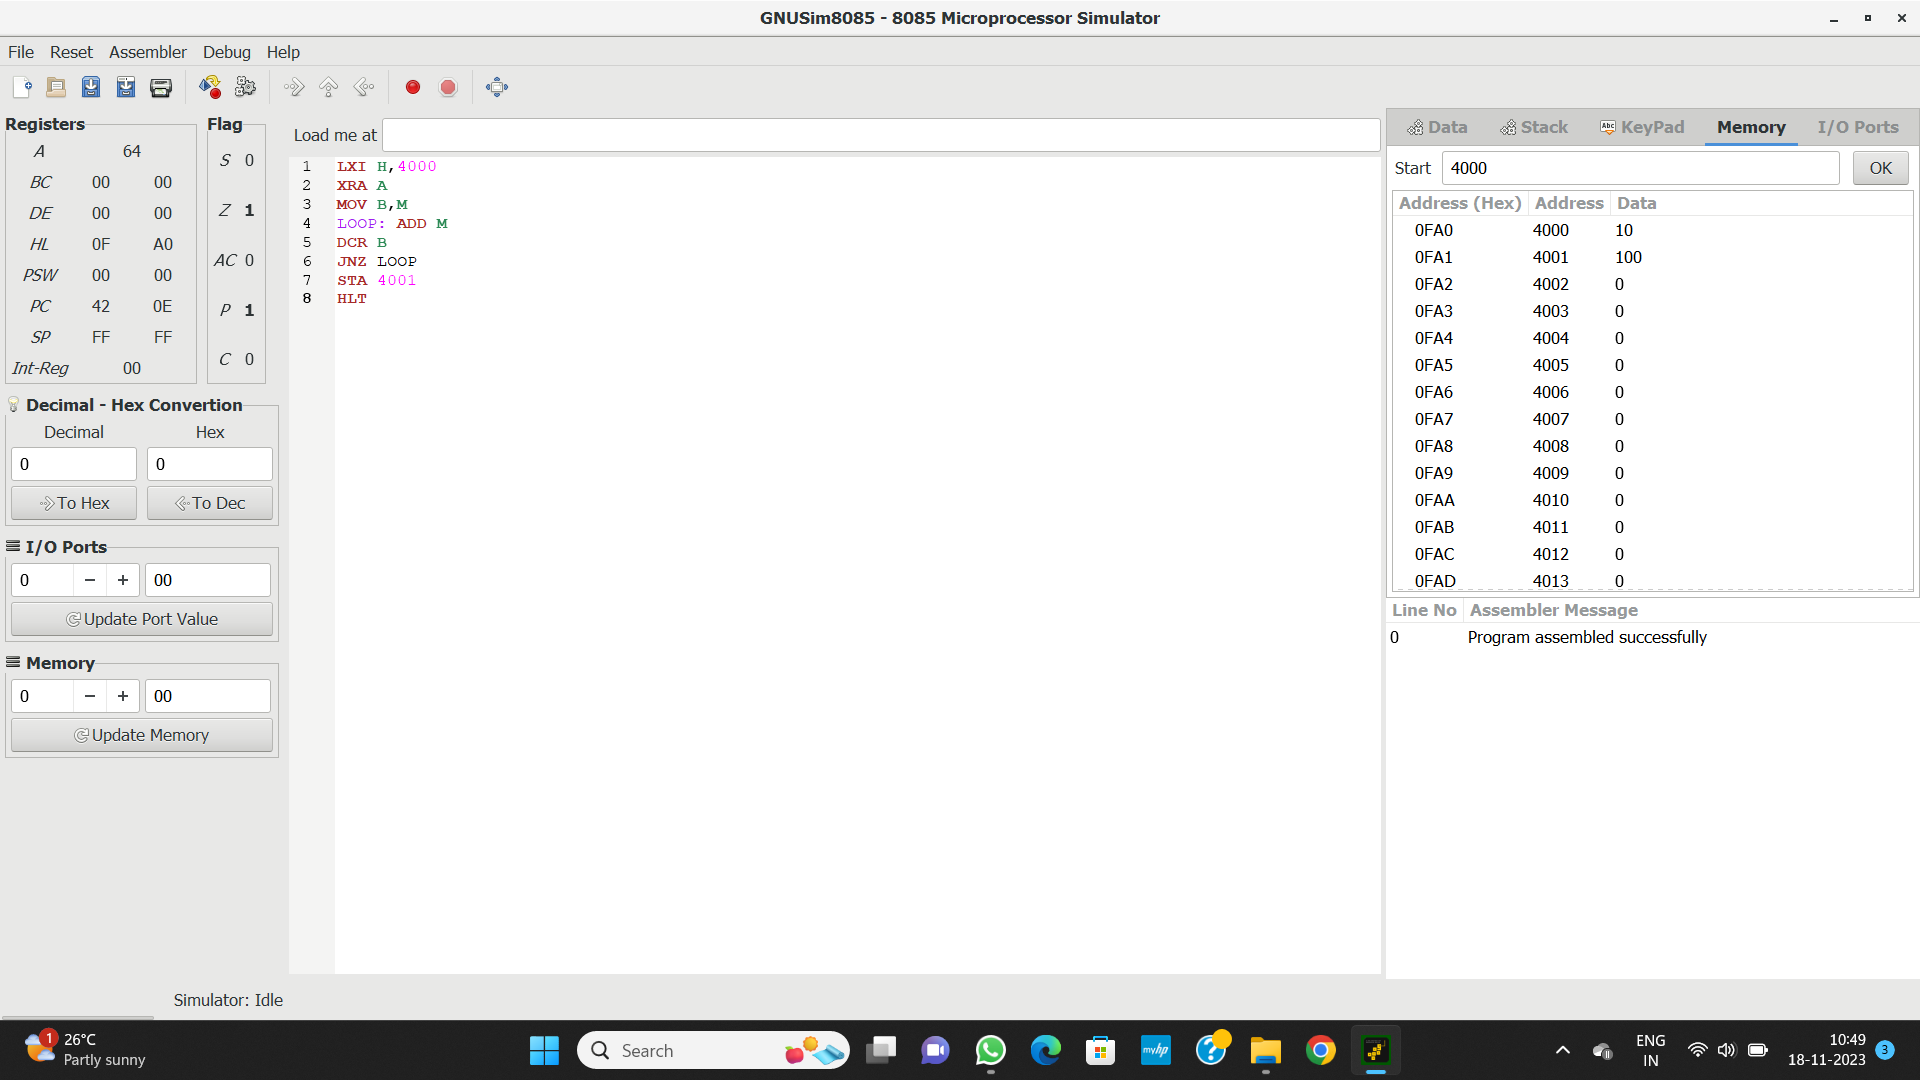 GNUSim8085 - 8085 Microprocessor Simulator
File Reset Assembler Debug Help
Registers
A 64
BC 00 00
DE 00 00
HL 0F A0
PSW 00 00
PC 42 0E
SP FF FF
Int-Reg 00
Flag
S 0
Z 1
AC 0
P 1
C 0
Decimal - Hex Convertion
Decimal Hex
0 0
To Hex To Dec
I/O Ports
0 − + 00
Update Port Value
Memory
0 − + 00
Update Memory
Load me at
1 LXI H,4000
2 XRA A
3 MOV B,M
4 LOOP: ADD M
5 DCR B
6 JNZ LOOP
7 STA 4001
8 HLT
Data Stack Abc KeyPad Memory I/O Ports
Start 4000 OK
Address (Hex) Address Data
0FA0 4000 10
0FA1 4001 100
0FA2 4002 0
0FA3 4003 0
0FA4 4004 0
0FA5 4005 0
0FA6 4006 0
0FA7 4007 0
0FA8 4008 0
0FA9 4009 0
0FAA 4010 0
0FAB 4011 0
0FAC 4012 0
0FAD 4013 0
Line No Assembler Message
0 Program assembled successfully
Simulator: Idle
1
26°C
Partly sunny
Search
myhp
ENG
IN
10:49
18-11-2023
3